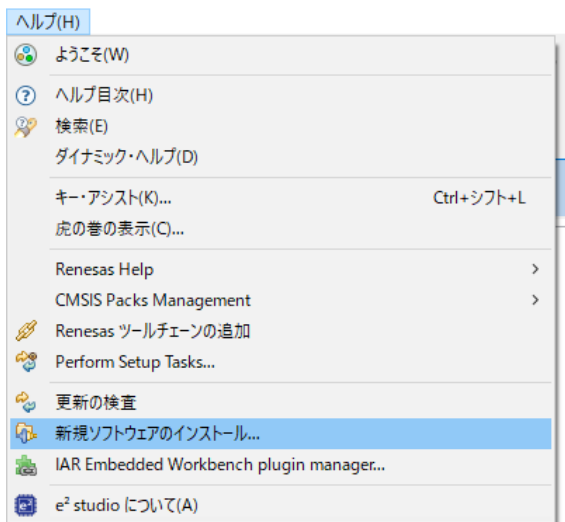 ヘルプ(H)
ようこそ(W)
ヘルプ目次(H)
検索(E)
ダイナミック・ヘルプ(D)
キー・アシスト(K)... Ctrl+シフト+L
虎の巻の表示(C)...
Renesas Help
CMSIS Packs Management
Renesas ツールチェーンの追加
Perform Setup Tasks...
更新の検査
新規ソフトウェアのインストール...
IAR Embedded Workbench plugin manager...
e² studio について(A)